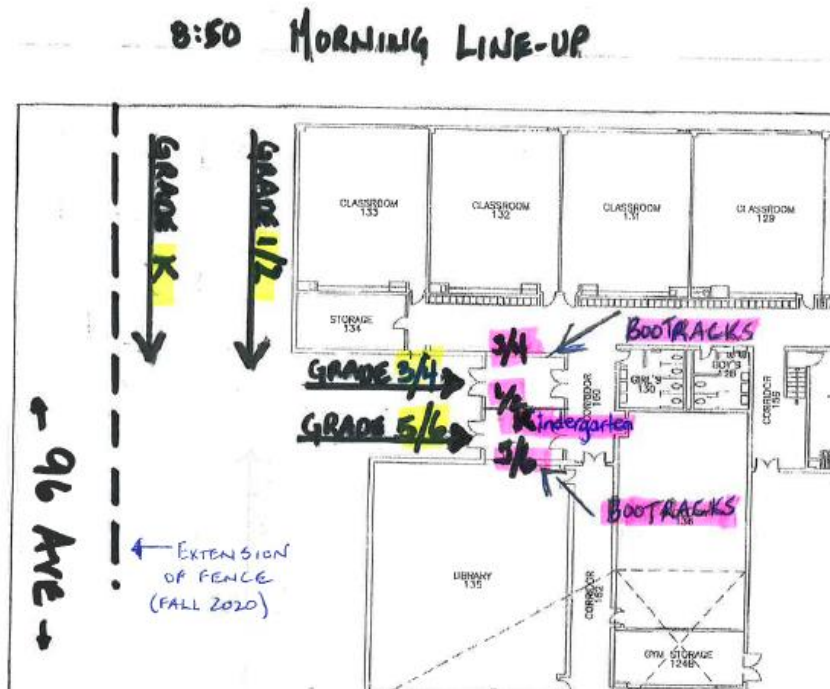 8:50 MORNING LINE-UP
GRADE K
GRADE 1/2
CLASSROOM
133
CLASSROOM
132
CLASSROOM
131
CLASSROOM
129
STORAGE
134
3/4
BOOTRACKS
GRADE 3/4
1/2
GIRL'S
130
BOY'S
128
CORRIDOR
160
CORRIDOR
159
Kindergarten
GRADE 5/6
5/6
BOOTRACKS
← 96 AVE →
← EXTENSION
OF FENCE
(FALL 2020)
LIBRARY
135
CORRIDOR
162
GYM STORAGE
124B